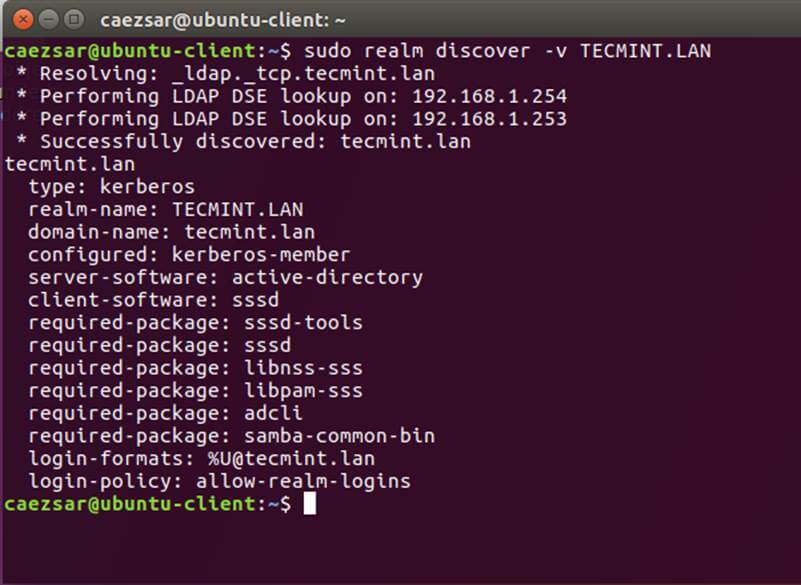 caezsar@ubuntu-client: ~
caezsar@ubuntu-client:~$ sudo realm discover -v TECMINT.LAN
* Resolving: _ldap._tcp.tecmint.lan
* Performing LDAP DSE lookup on: 192.168.1.254
* Performing LDAP DSE lookup on: 192.168.1.253
* Successfully discovered: tecmint.lan
tecmint.lan
type: kerberos
realm-name: TECMINT.LAN
domain-name: tecmint.lan
configured: kerberos-member
server-software: active-directory
client-software: sssd
required-package: sssd-tools
required-package: sssd
required-package: libnss-sss
required-package: libpam-sss
required-package: adcli
required-package: samba-common-bin
login-formats: %U@tecmint.lan
login-policy: allow-realm-logins
caezsar@ubuntu-client:~$